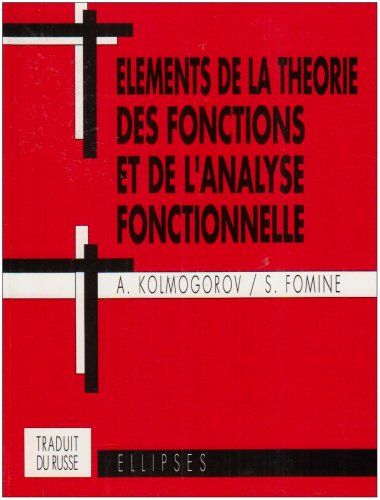 ELEMENTS DE LA THEORIE
DES FONCTIONS
ET DE L'ANALYSE
FONCTIONNELLE
A. KOLMOGOROV / S. FOMINE
TRADUIT
DU RUSSE
ELLIPSES